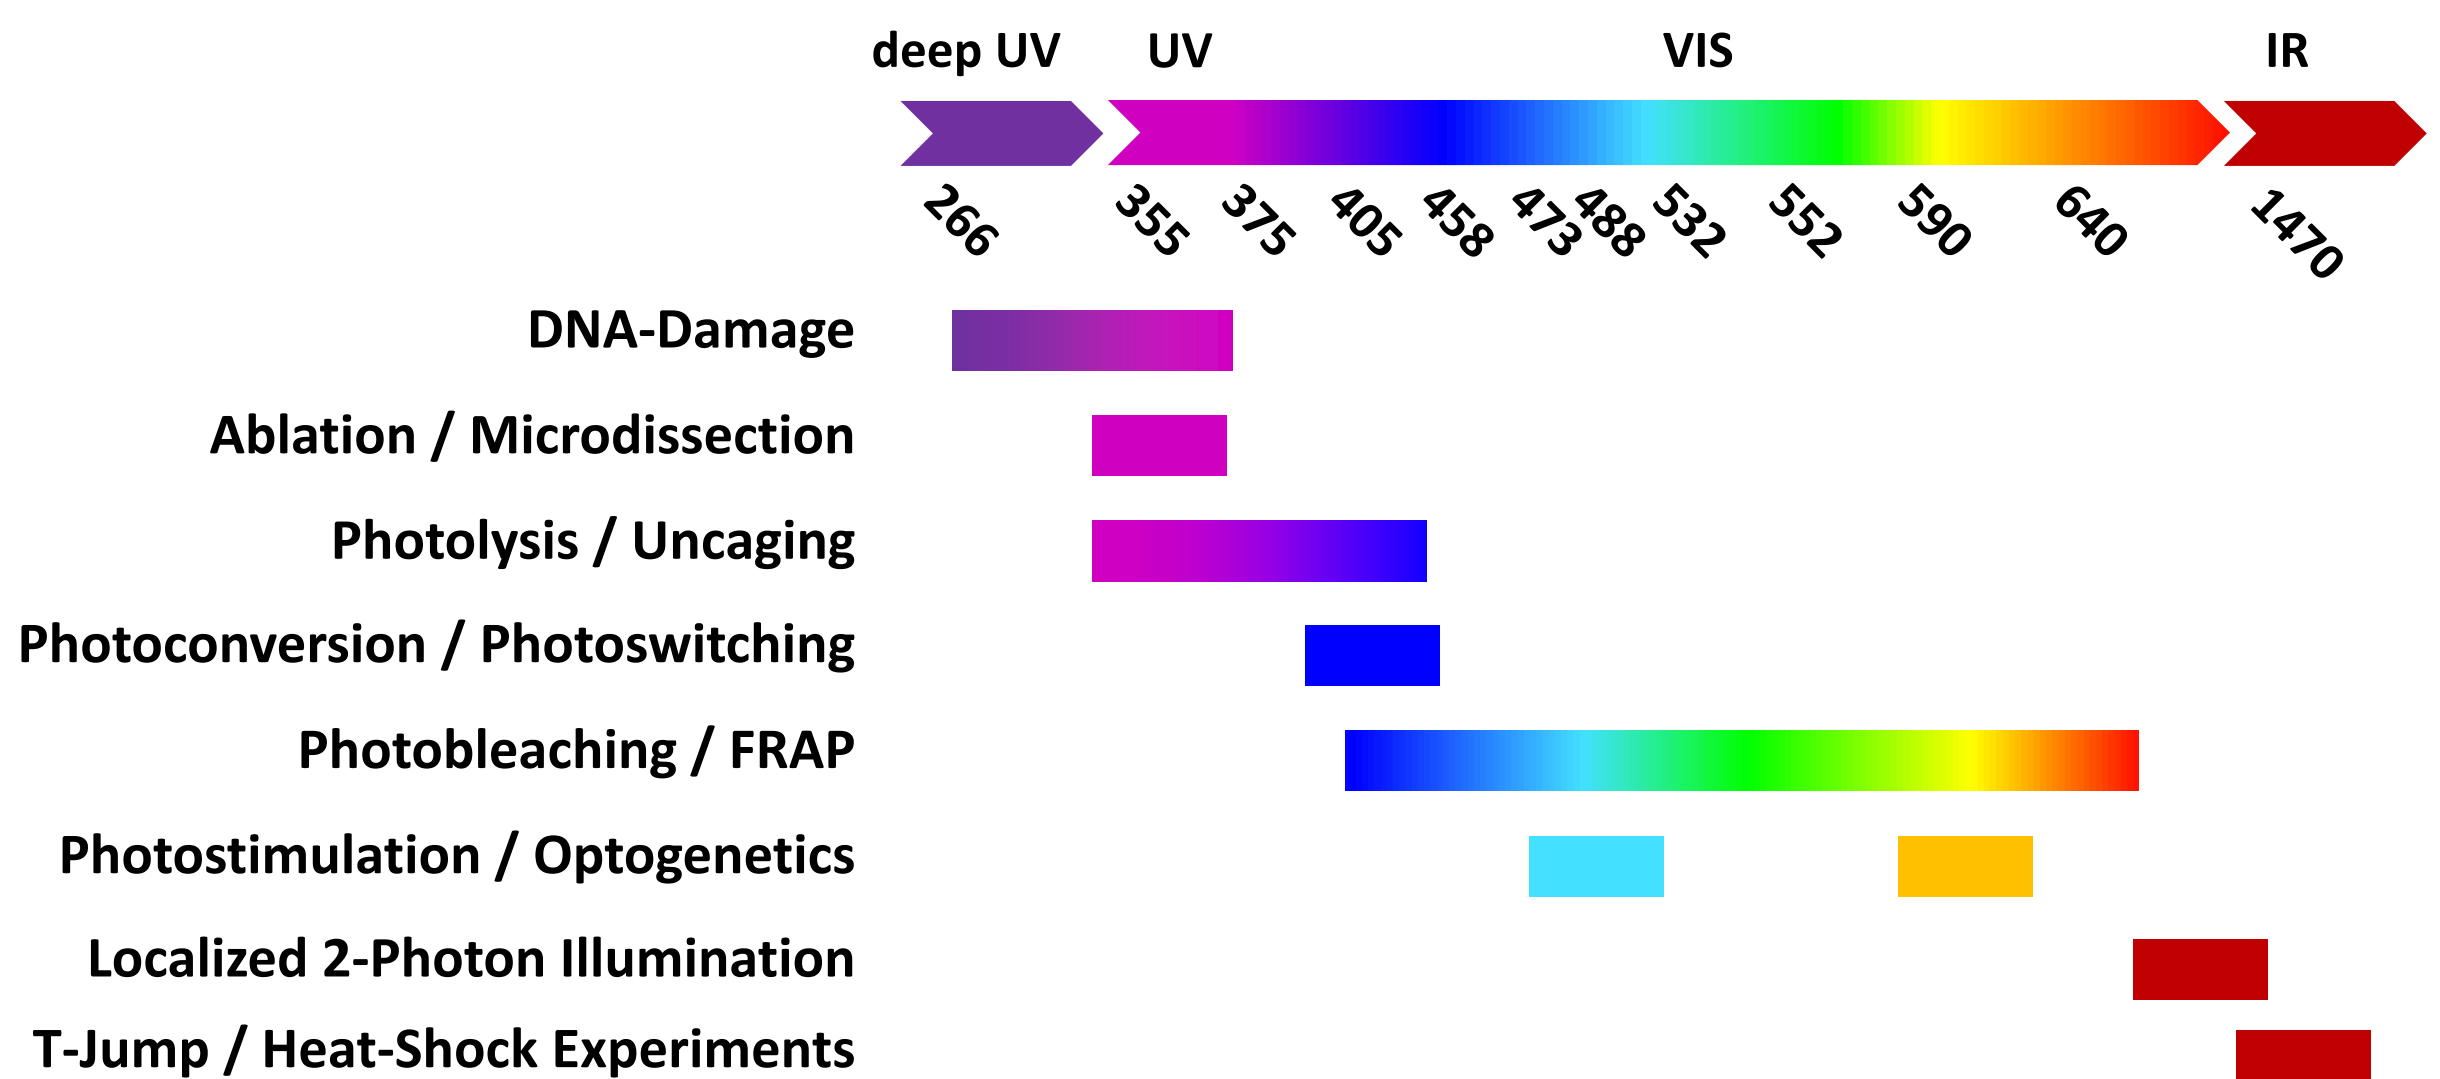 deep UV UV VIS IR
266 355 375 405 458 473 488 532 552 590 640 1470
DNA-Damage
Ablation / Microdissection
Photolysis / Uncaging
Photoconversion / Photoswitching
Photobleaching / FRAP
Photostimulation / Optogenetics
Localized 2-Photon Illumination
T-Jump / Heat-Shock Experiments